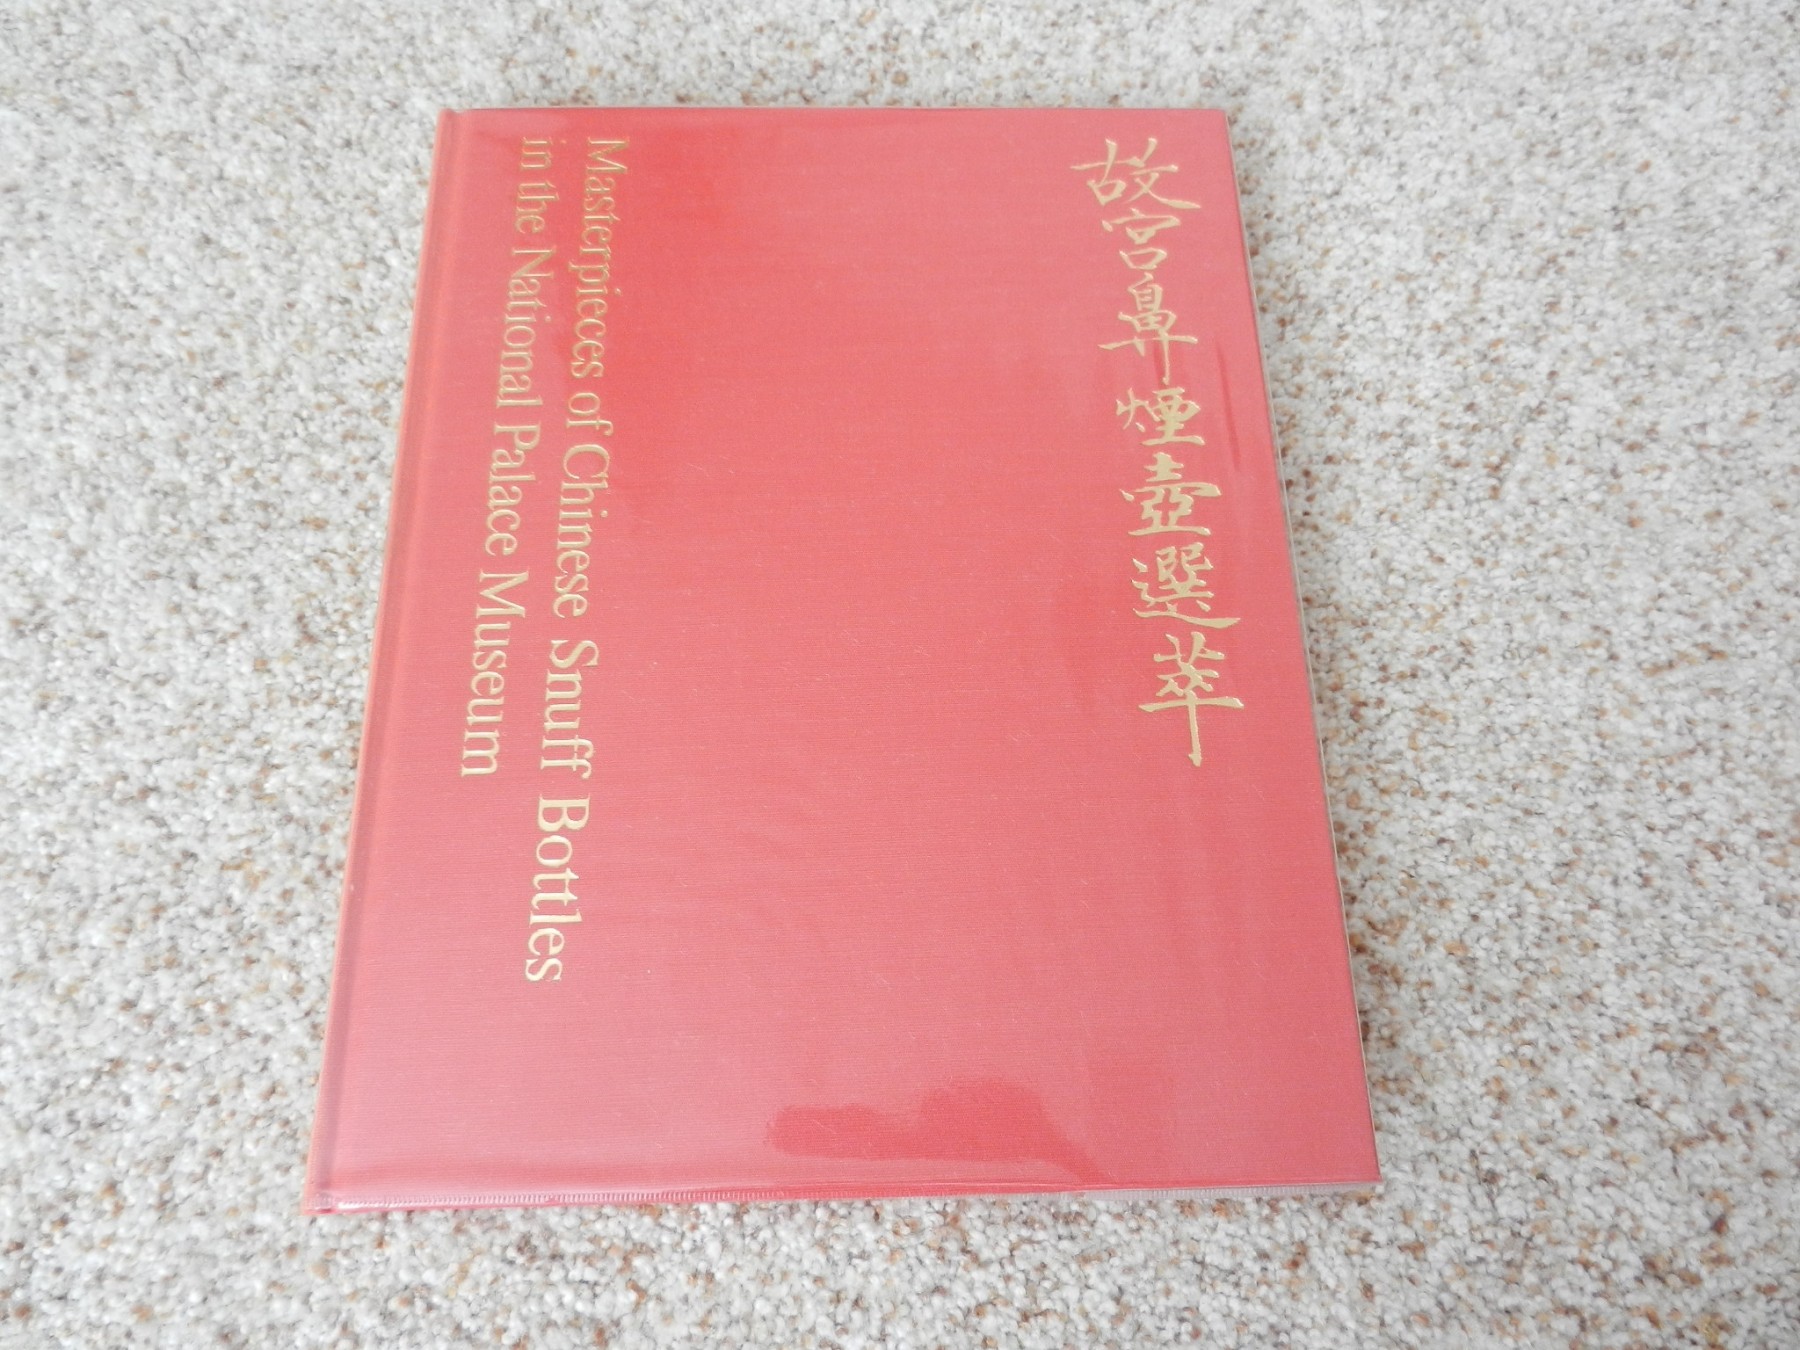 故宮鼻煙壺選萃
Masterpieces of Chinese Snuff Bottles
in the National Palace Museum